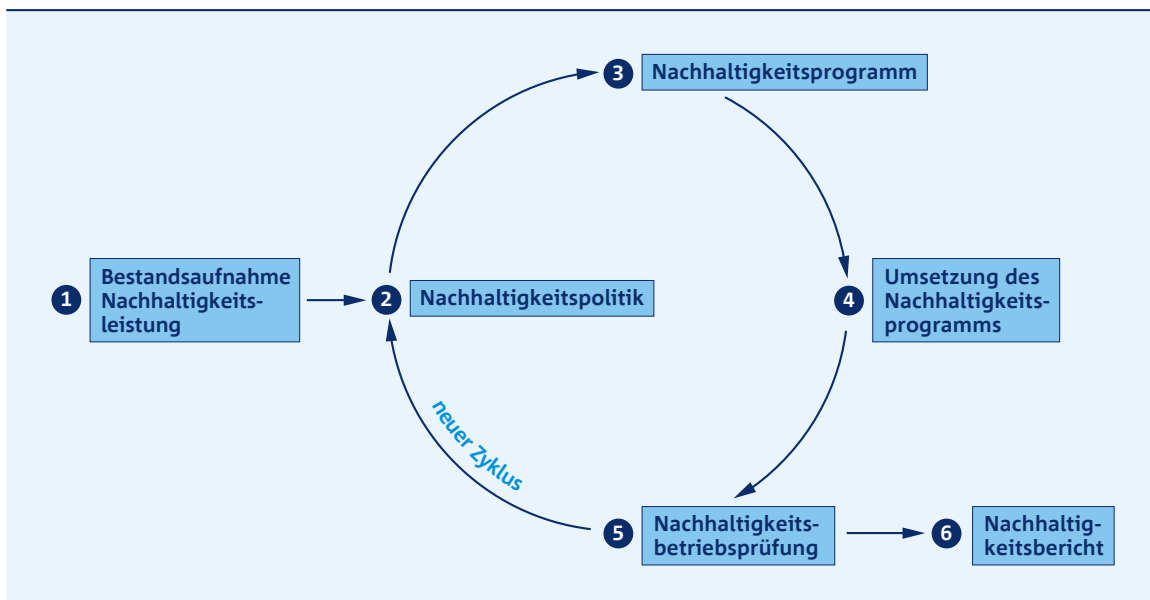 3
Nachhaltigkeitsprogramm
1
Bestandsaufnahme
Nachhaltigkeits-
leistung
2
Nachhaltigkeitspolitik
4
Umsetzung des
Nachhaltigkeits-
programms
neuer Zyklus
5
Nachhaltigkeits-
betriebsprüfung
6
Nachhaltig-
keitsbericht